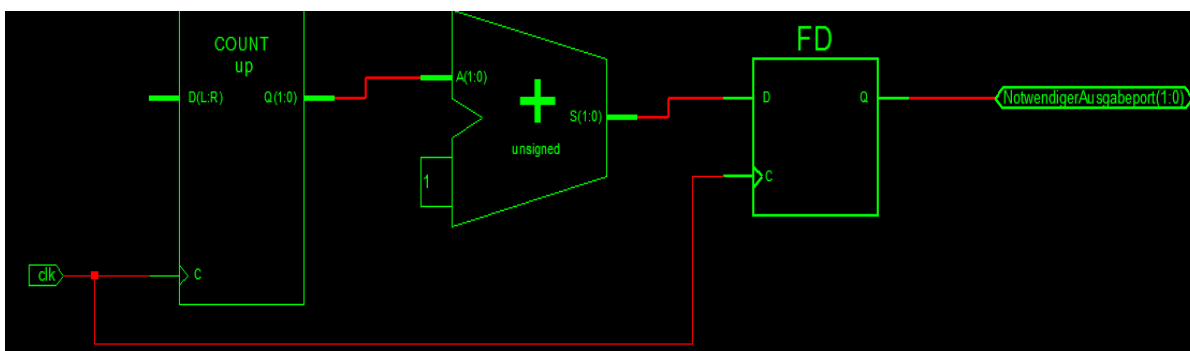 COUNT
up
D(L:R)
Q(1:0)
C
clk
A(1:0)
+
unsigned
S(1:0)
1
FD
D
Q
C
NotwendigerAusgabeport(1:0)